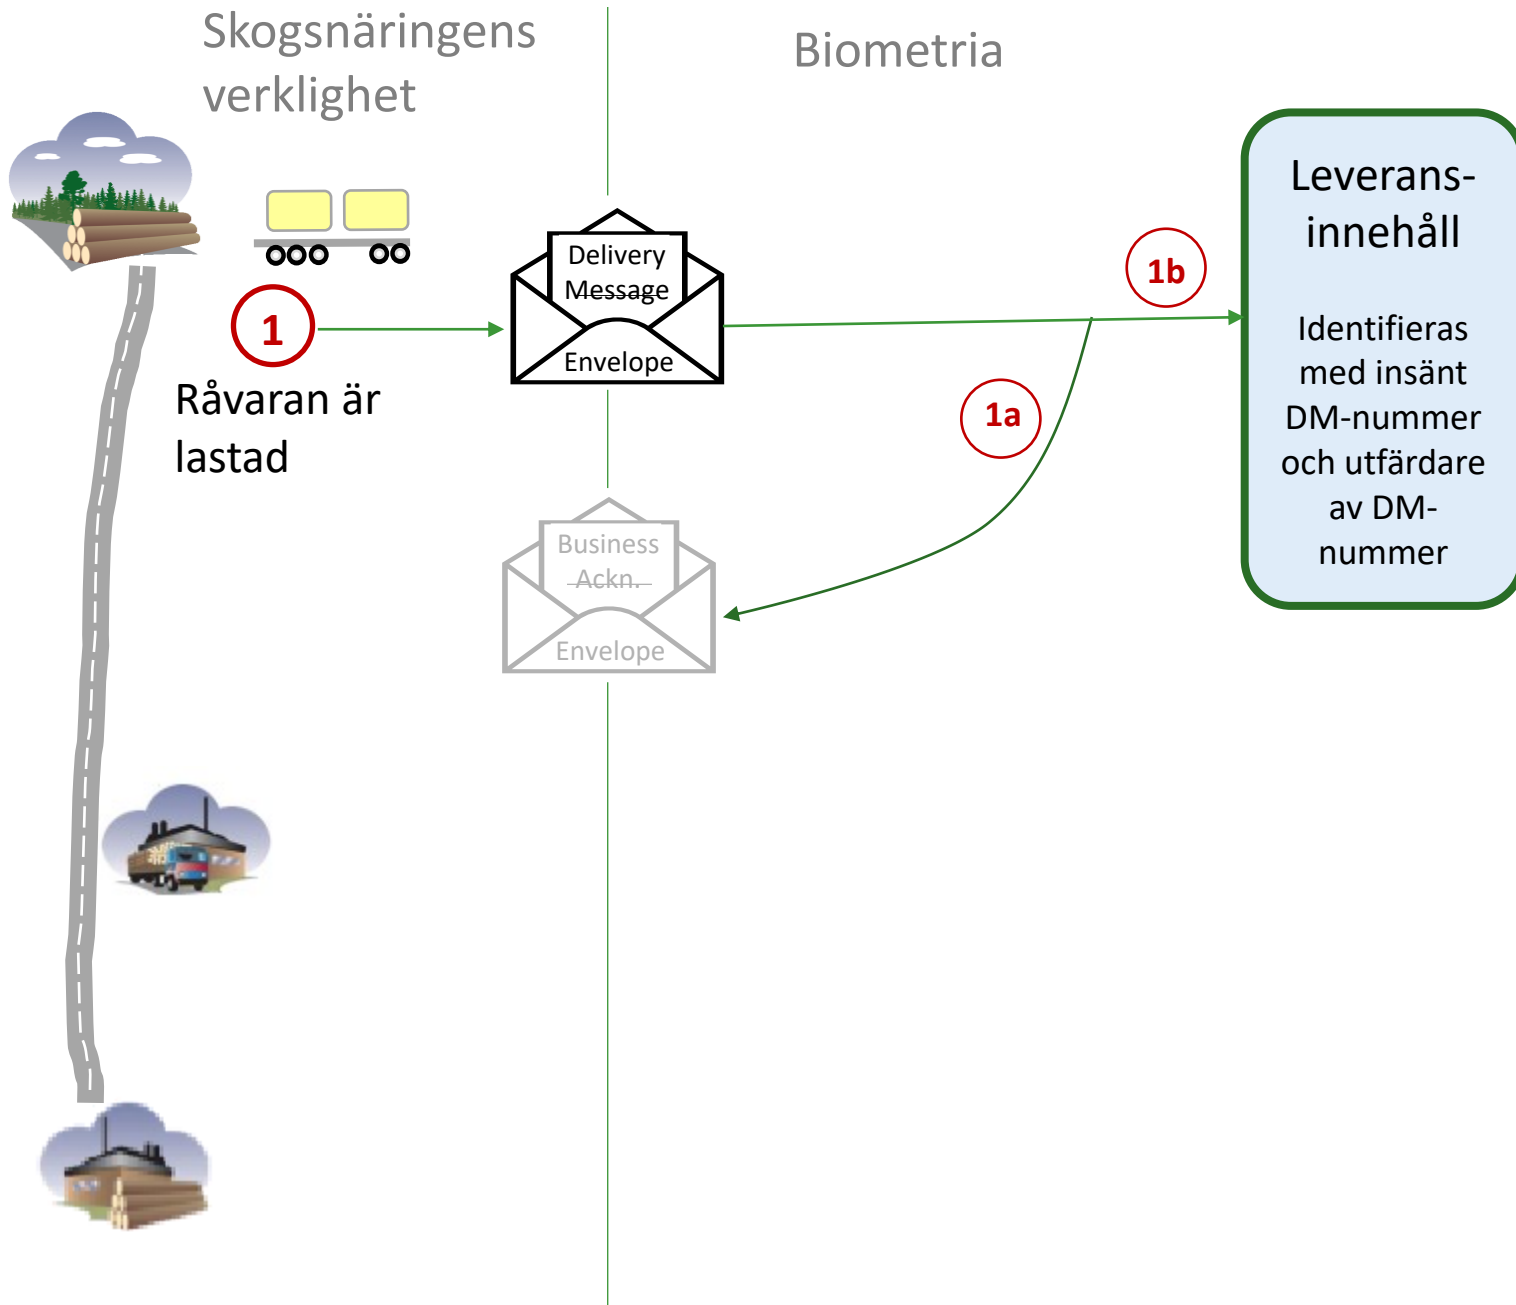 Skogsnäringens
verklighet
Biometria
Delivery
Message
Envelope
1
Råvaran är
lastad
1b
1a
Business
Ackn.
Envelope
Leverans-
innehåll
Identifieras
med insänt
DM-nummer
och utfärdare
av DM-
nummer